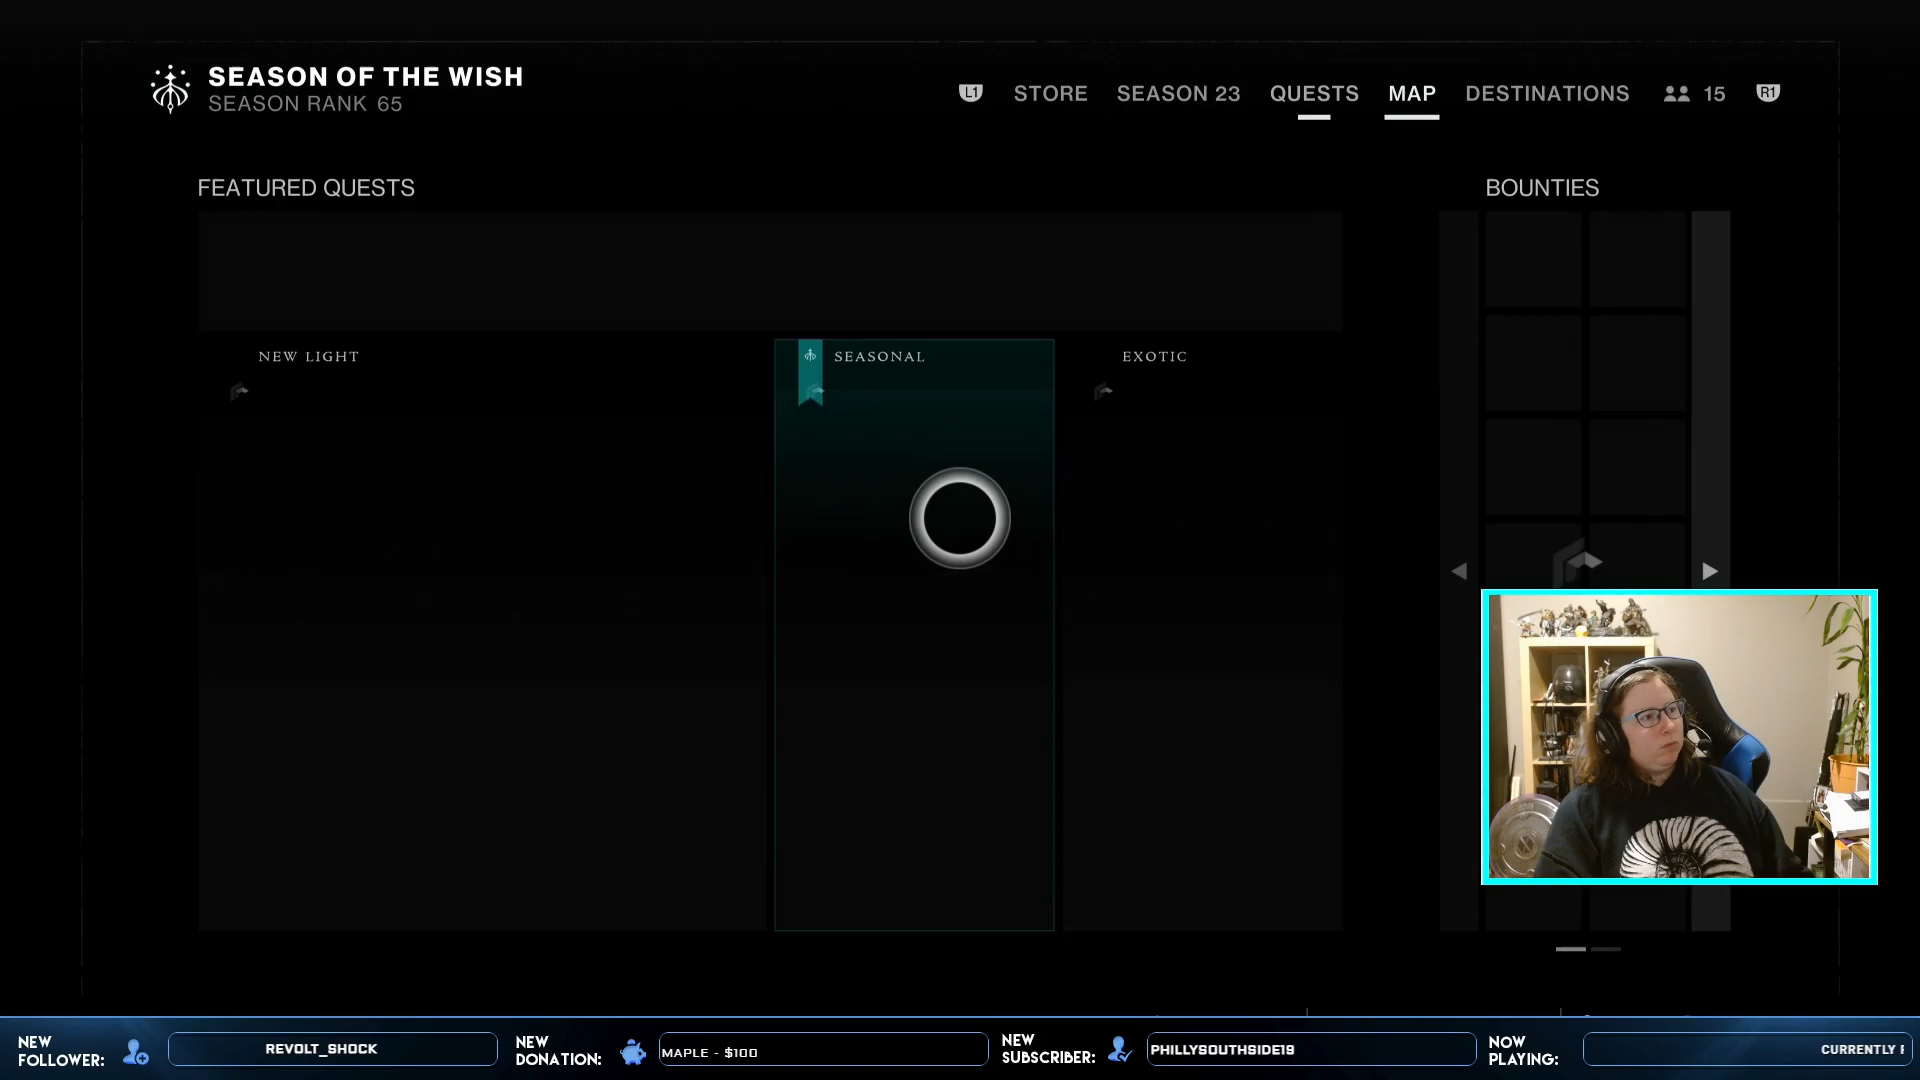 SEASON OF THE WISH
SEASON RANK 65
L1 STORE SEASON 23 QUESTS MAP DESTINATIONS 15 R1
FEATURED QUESTS
BOUNTIES
NEW LIGHT
SEASONAL
EXOTIC
NEW FOLLOWER:
REVOLT_SHOCK
NEW DONATION:
MAPLE - $100
NEW SUBSCRIBER:
PHILLYSOUTHSIDE19
NOW PLAYING:
CURRENTLY